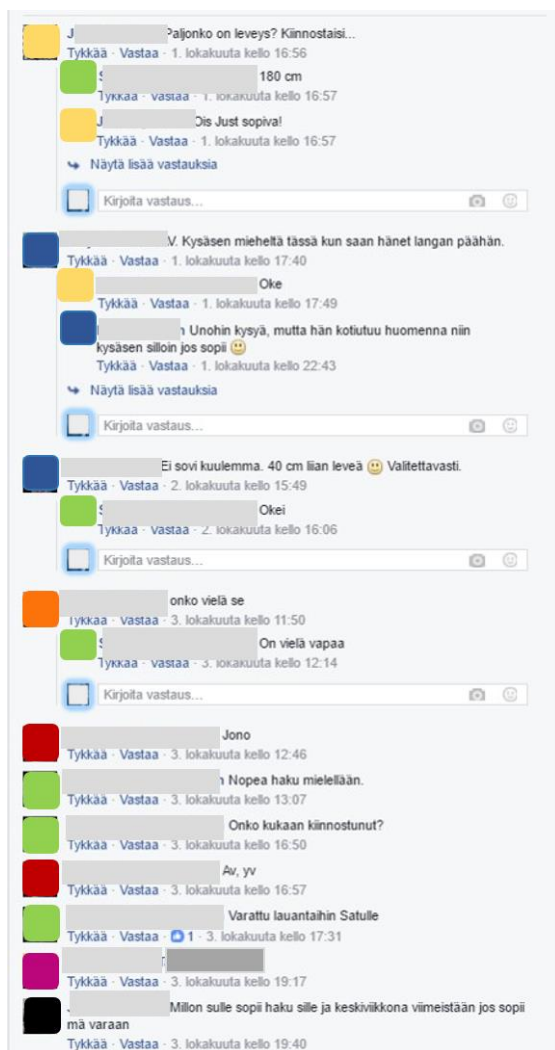 J Paljonko on leveys? Kiinnostaisi...
Tykkää · Vastaa · 1. lokakuuta kello 16:56
180 cm
Tykkää · Vastaa · 1. lokakuuta kello 16:57
Ois Just sopiva!
Tykkää · Vastaa · 1. lokakuuta kello 16:57
Näytä lisää vastauksia
Kirjoita vastaus...
V. Kysäsen mieheltä tässä kun saan hänet langan päähän.
Tykkää · Vastaa · 1. lokakuuta kello 17:40
Oke
Tykkää · Vastaa · 1. lokakuuta kello 17:49
Unohin kysyä, mutta hän kotiutuu huomenna niin
kysäsen silloin jos sopii
Tykkää · Vastaa · 1. lokakuuta kello 22:43
Näytä lisää vastauksia
Kirjoita vastaus...
Ei sovi kuulemma. 40 cm liian leveä Valitettavasti.
Tykkää · Vastaa · 2. lokakuuta kello 15:49
Okei
Tykkää · Vastaa · 2. lokakuuta kello 16:06
Kirjoita vastaus...
onko vielä se
Tykkää · Vastaa · 3. lokakuuta kello 11:50
On vielä vapaa
Tykkää · Vastaa · 3. lokakuuta kello 12:14
Kirjoita vastaus...
Jono
Tykkää · Vastaa · 3. lokakuuta kello 12:46
Nopea haku mielellään.
Tykkää · Vastaa · 3. lokakuuta kello 13:07
Onko kukaan kiinnostunut?
Tykkää · Vastaa · 3. lokakuuta kello 16:50
Av, yv
Tykkää · Vastaa · 3. lokakuuta kello 16:57
Varattu lauantaihin Satulle
Tykkää · Vastaa · 1 · 3. lokakuuta kello 17:31
Tykkää · Vastaa · 3. lokakuuta kello 19:17
Millon sulle sopii haku sille ja keskiviikkona viimeistään jos sopii
mä varaan
Tykkää · Vastaa · 3. lokakuuta kello 19:40